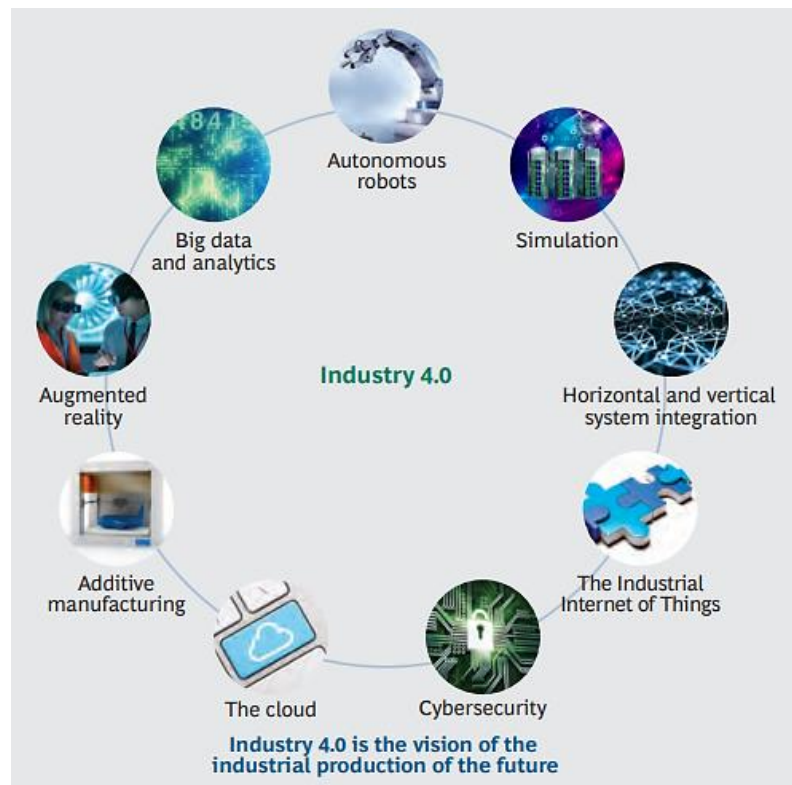 Autonomous
robots
Simulation
Horizontal and vertical
system integration
The Industrial
Internet of Things
Cybersecurity
The cloud
Additive
manufacturing
Augmented
reality
Big data
and analytics
Industry 4.0
Industry 4.0 is the vision of the
industrial production of the future